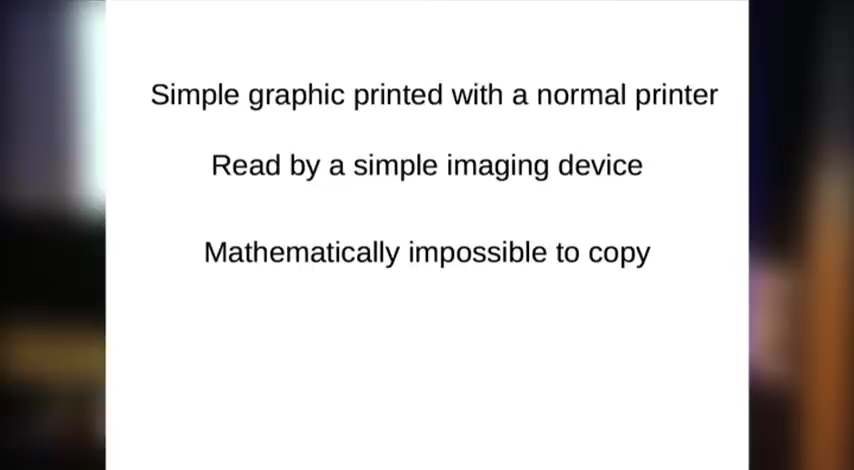 Simple graphic printed with a normal printer
Read by a simple imaging device
Mathematically impossible to copy